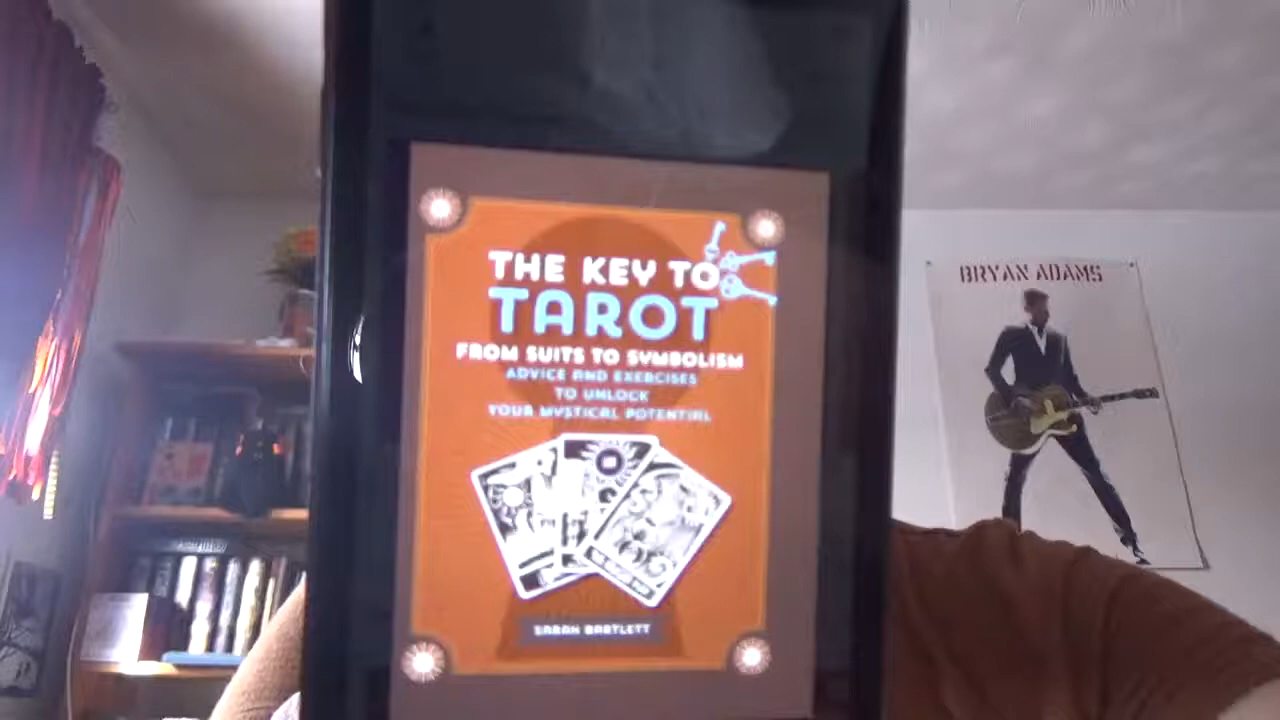 THE KEY TO
TAROT
FROM SUITS TO SYMBOLISM
ADVICE AND EXERCISES
TO UNLOCK
YOUR MYSTICAL POTENTIAL
SARAH BARTLETT
BRYAN ADAMS